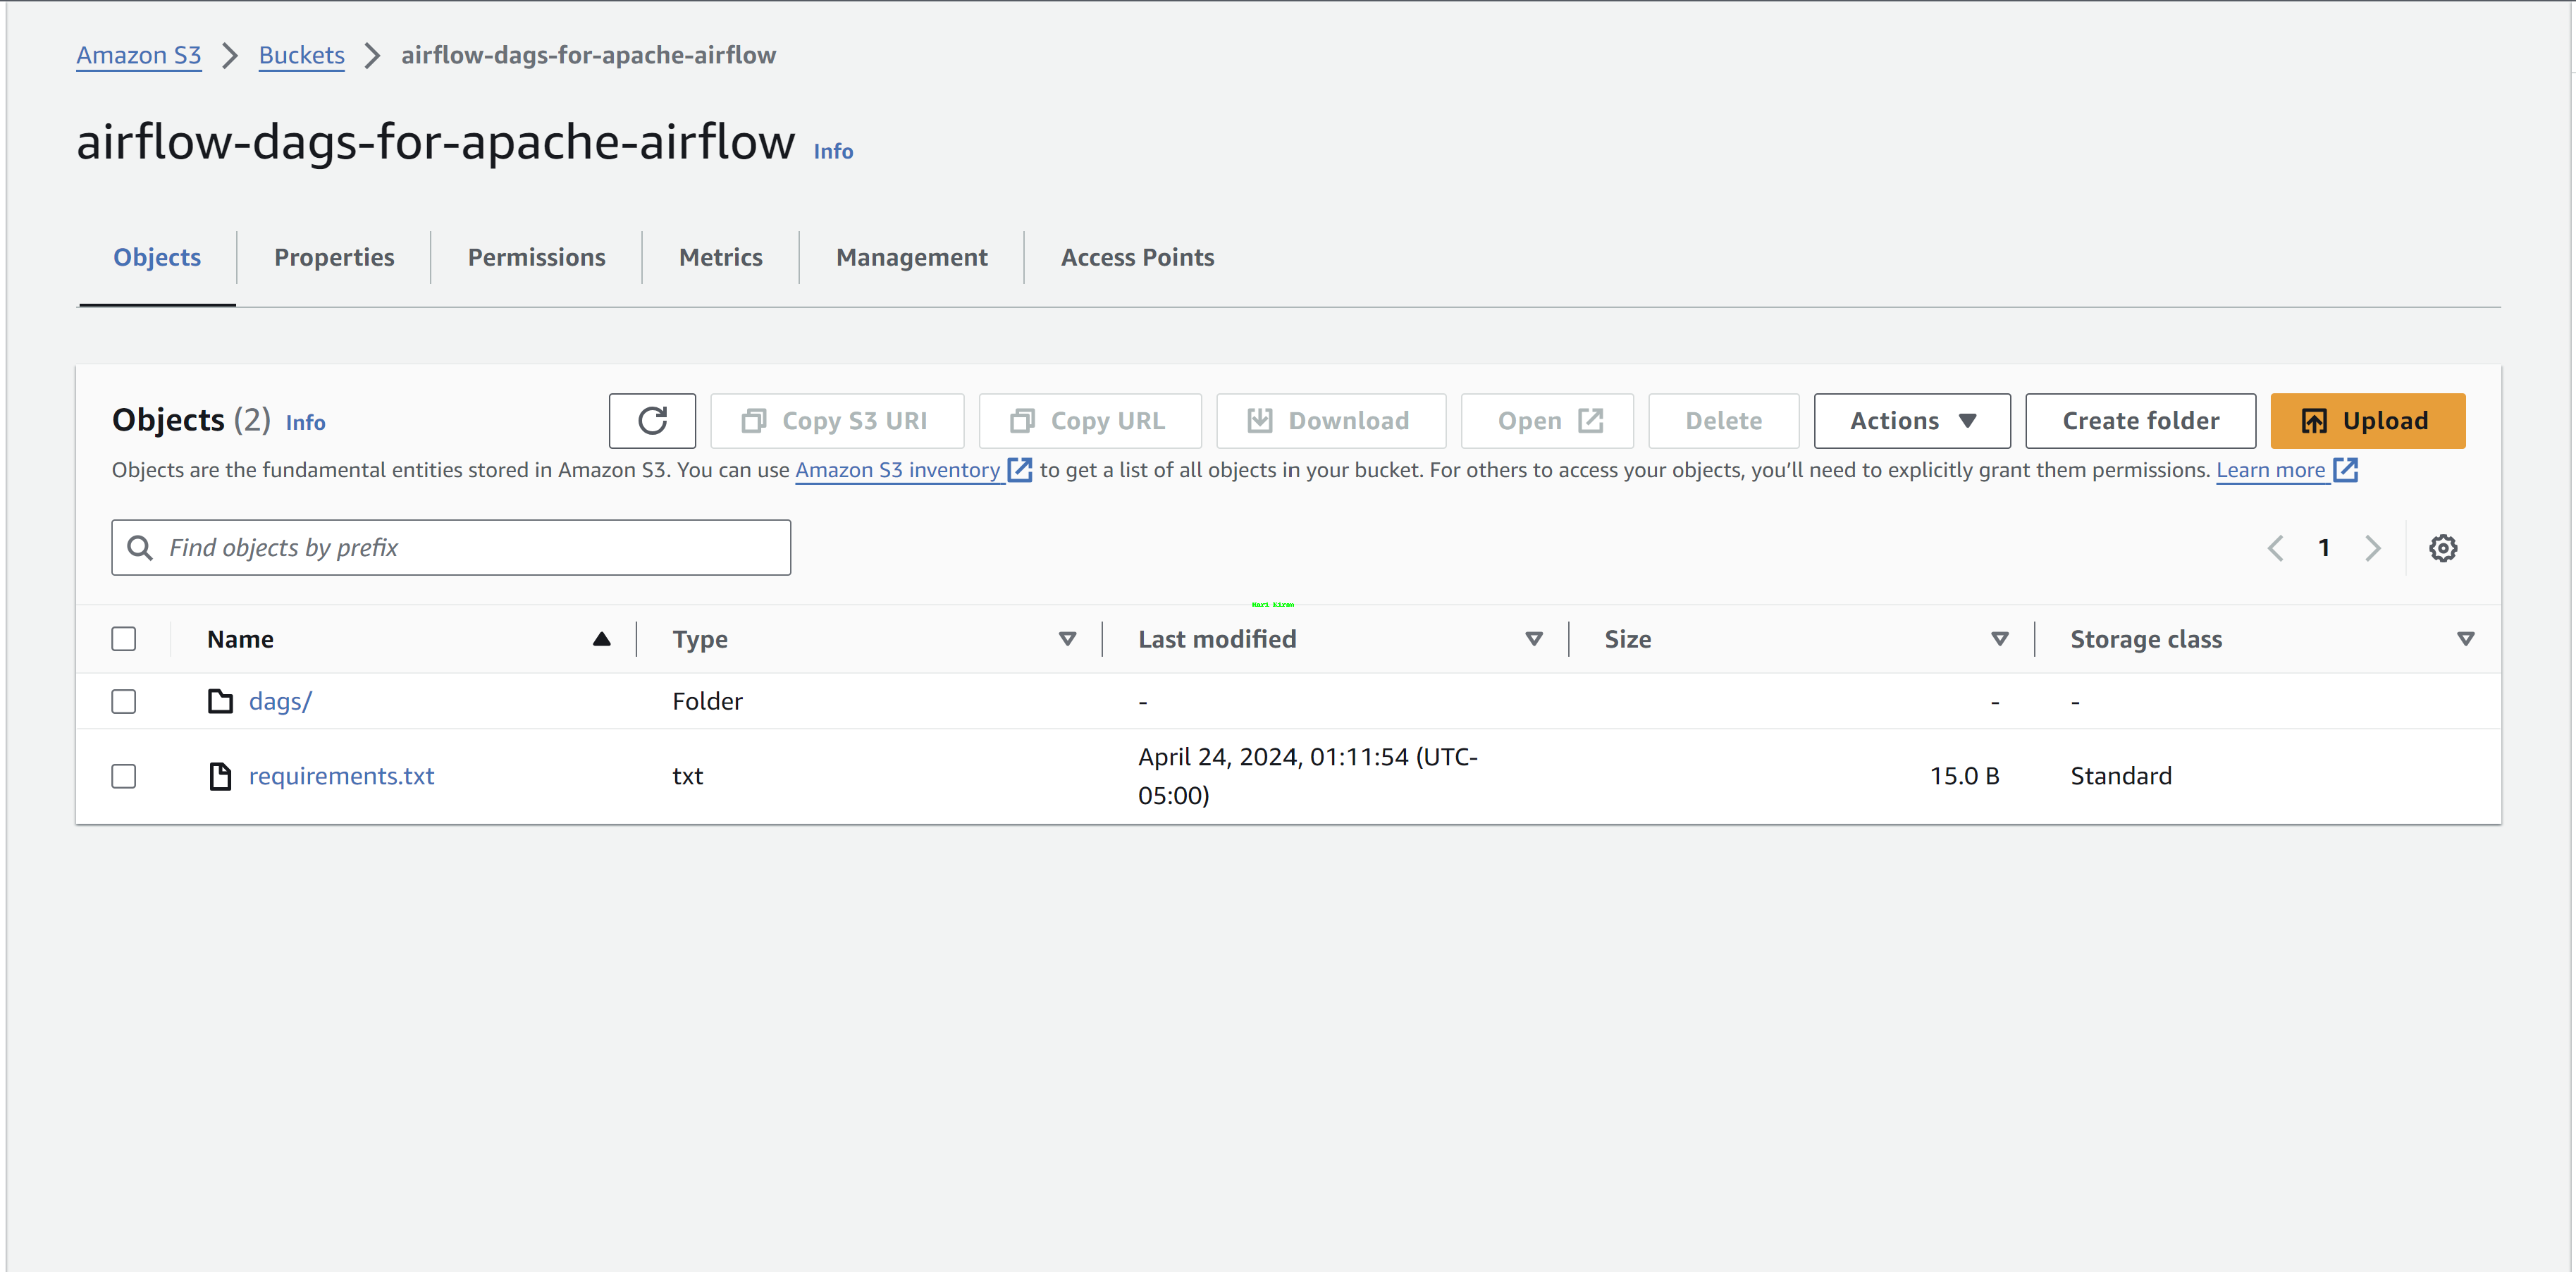 Amazon S3 > Buckets > airflow-dags-for-apache-airflow
airflow-dags-for-apache-airflow Info
Objects Properties Permissions Metrics Management Access Points
Objects (2) Info Copy S3 URI Copy URL Download Open Delete Actions Create folder Upload
Objects are the fundamental entities stored in Amazon S3. You can use Amazon S3 inventory to get a list of all objects in your bucket. For others to access your objects, you’ll need to explicitly grant them permissions. Learn more
Find objects by prefix 1
Hari Kiran
Name Type Last modified Size Storage class
dags/ Folder - - -
requirements.txt txt April 24, 2024, 01:11:54 (UTC-
05:00) 15.0 B Standard